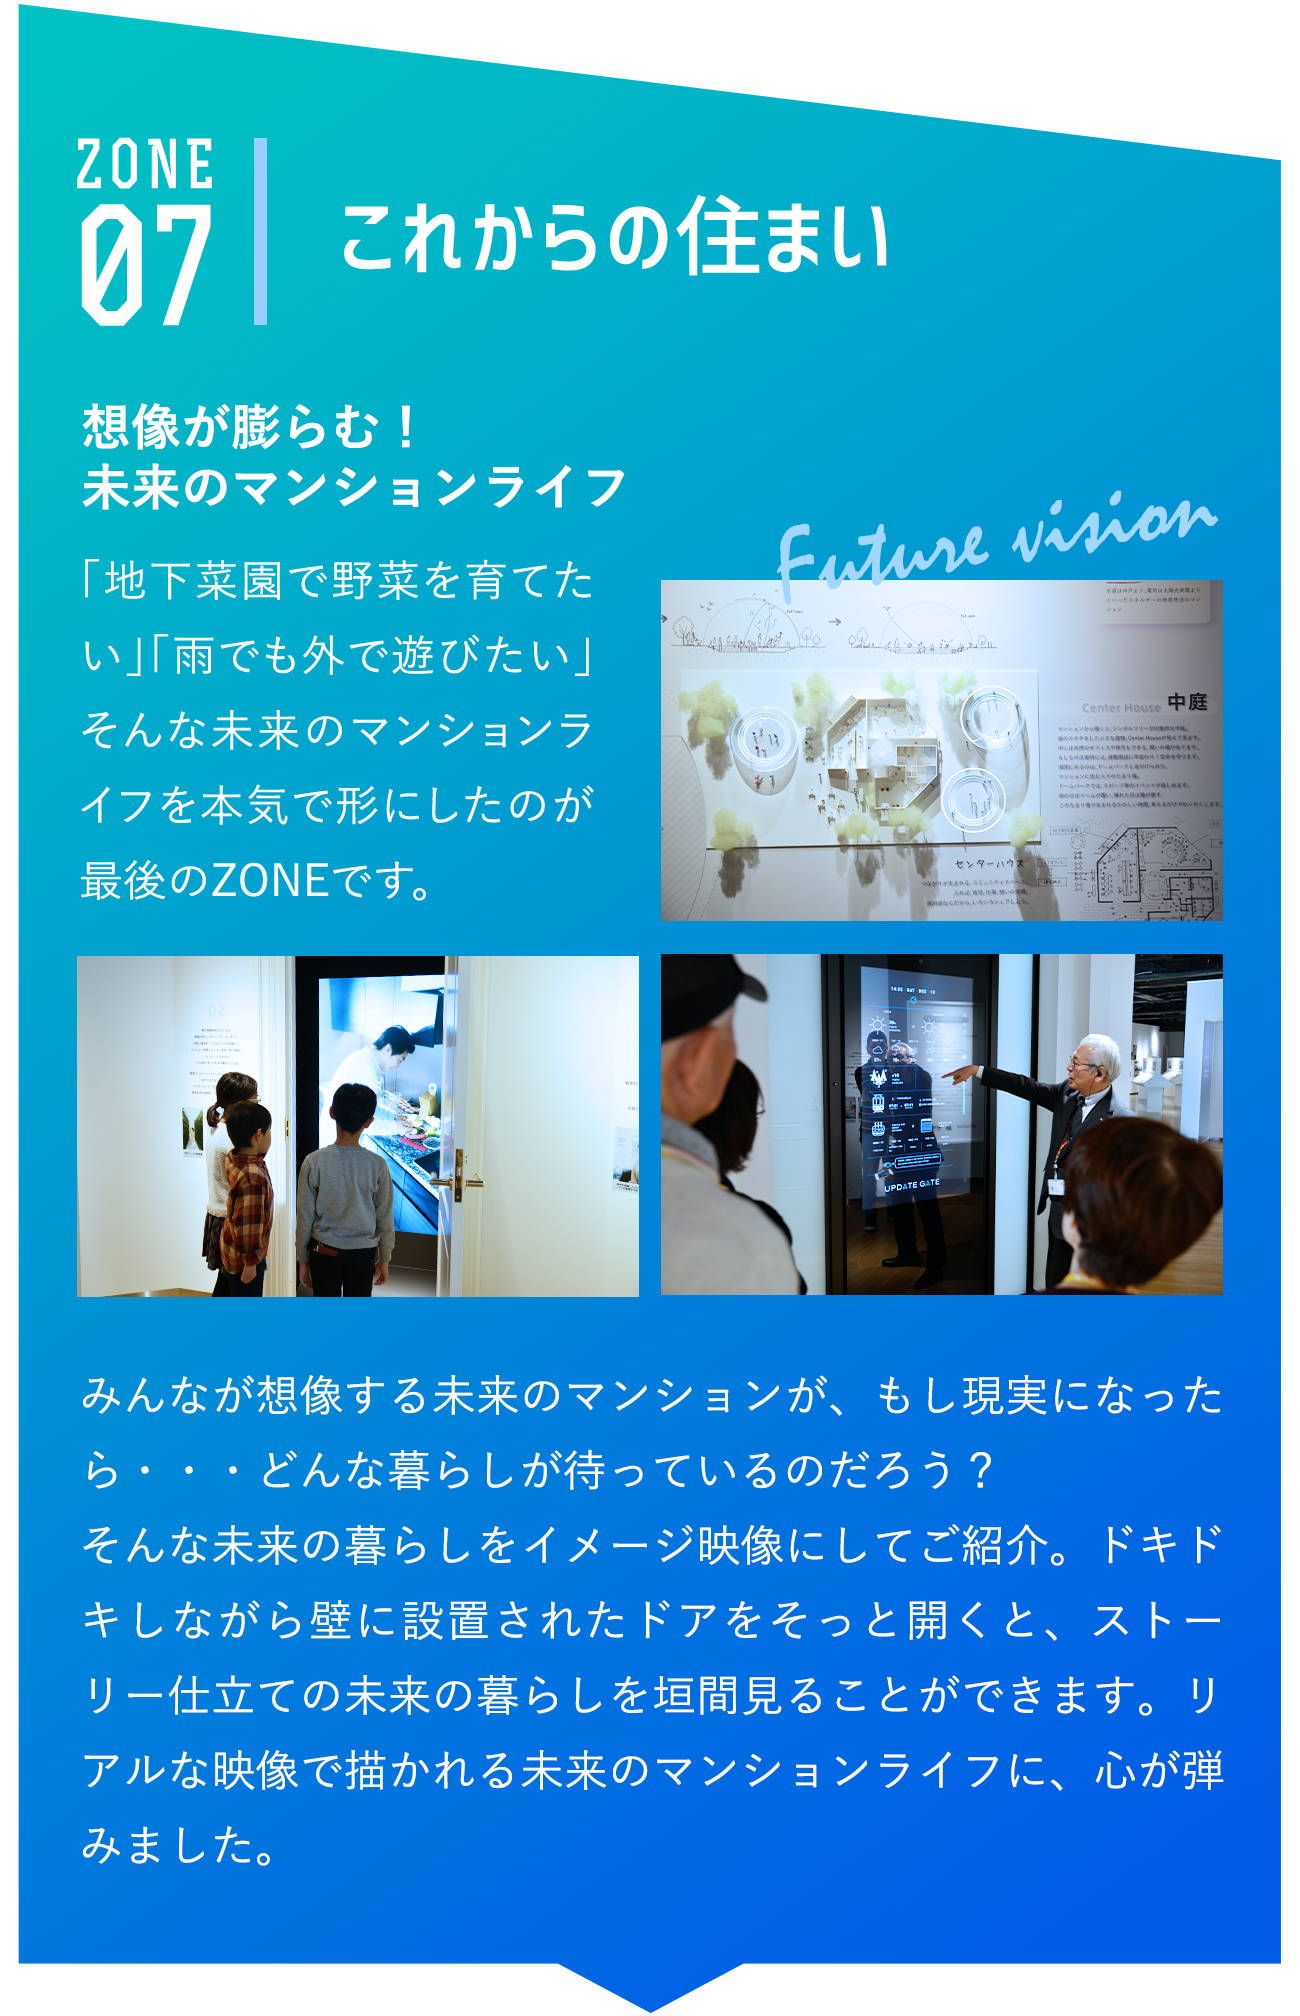 ZONE
07
これからの住まい
想像が膨らむ！
未来のマンションライフ
「地下菜園で野菜を育てた
い」「雨でも外で遊びたい」
そんな未来のマンションラ
イフを本気で形にしたのが
最後のZONEです。
Future vision
Center House 中庭
センターハウス
02
UPDATE GATE
みんなが想像する未来のマンションが、もし現実になった
ら・・・どんな暮らしが待っているのだろう？
そんな未来の暮らしをイメージ映像にしてご紹介。ドキド
キしながら壁に設置されたドアをそっと開くと、ストー
リー仕立ての未来の暮らしを垣間見ることができます。リ
アルな映像で描かれる未来のマンションライフに、心が弾
みました。